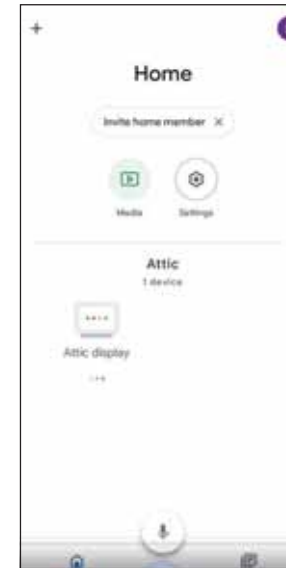 Home
Invite home member ×
Media Settings
Attic
1 device
Attic display